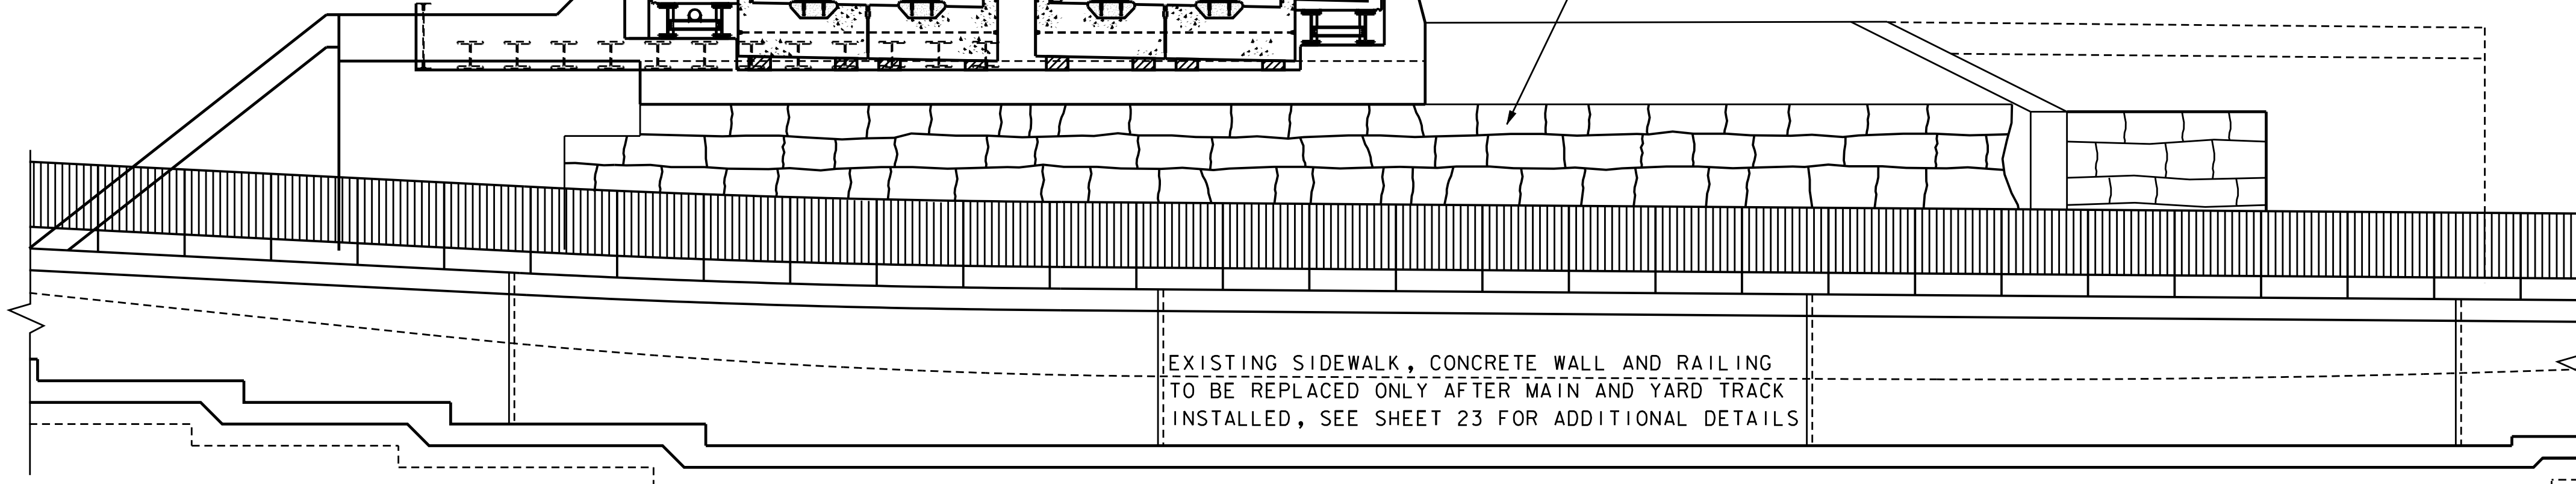 EXISTING SIDEWALK, CONCRETE WALL AND RAILING
TO BE REPLACED ONLY AFTER MAIN AND YARD TRACK
INSTALLED, SEE SHEET 23 FOR ADDITIONAL DETAILS